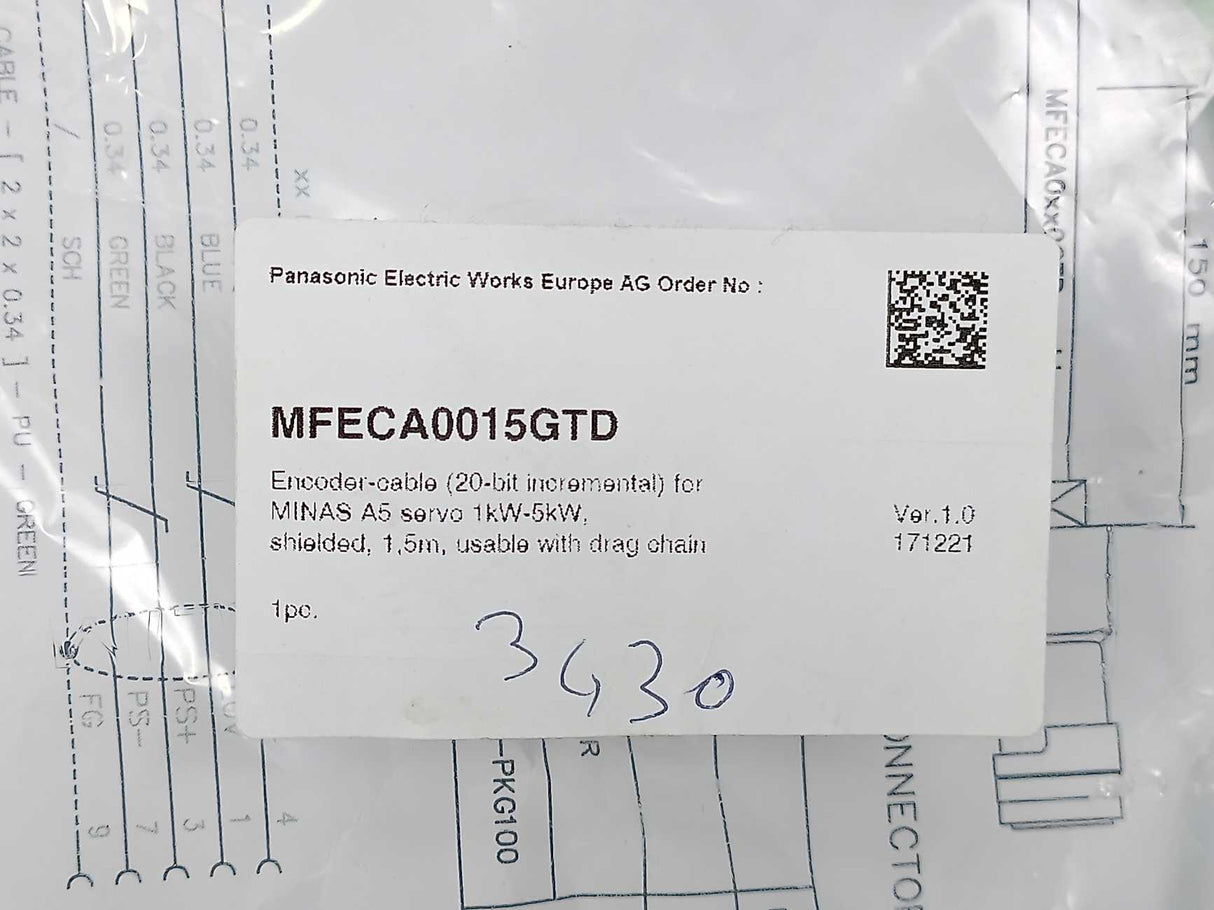 Panasonic Electric Works Europe AG Order No :
MFECA0015GTD
Encoder-cable (20-bit incremental) for
MINAS A5 servo 1kW-5kW,
shielded, 1,5m, usable with drag chain
Ver.1.0
171221
1pc.
3430
CABLE - [ 2 x 2 x 0.34 ] - PU - GREEN
/ SCH
0.34 GREEN
0.34 BLACK
0.34 BLUE
0.34
xx
FG 9
PS- 7
PS+ 3
1
4
-PKG100
R
ONNECTOR
MFECA0xx0
150 mm